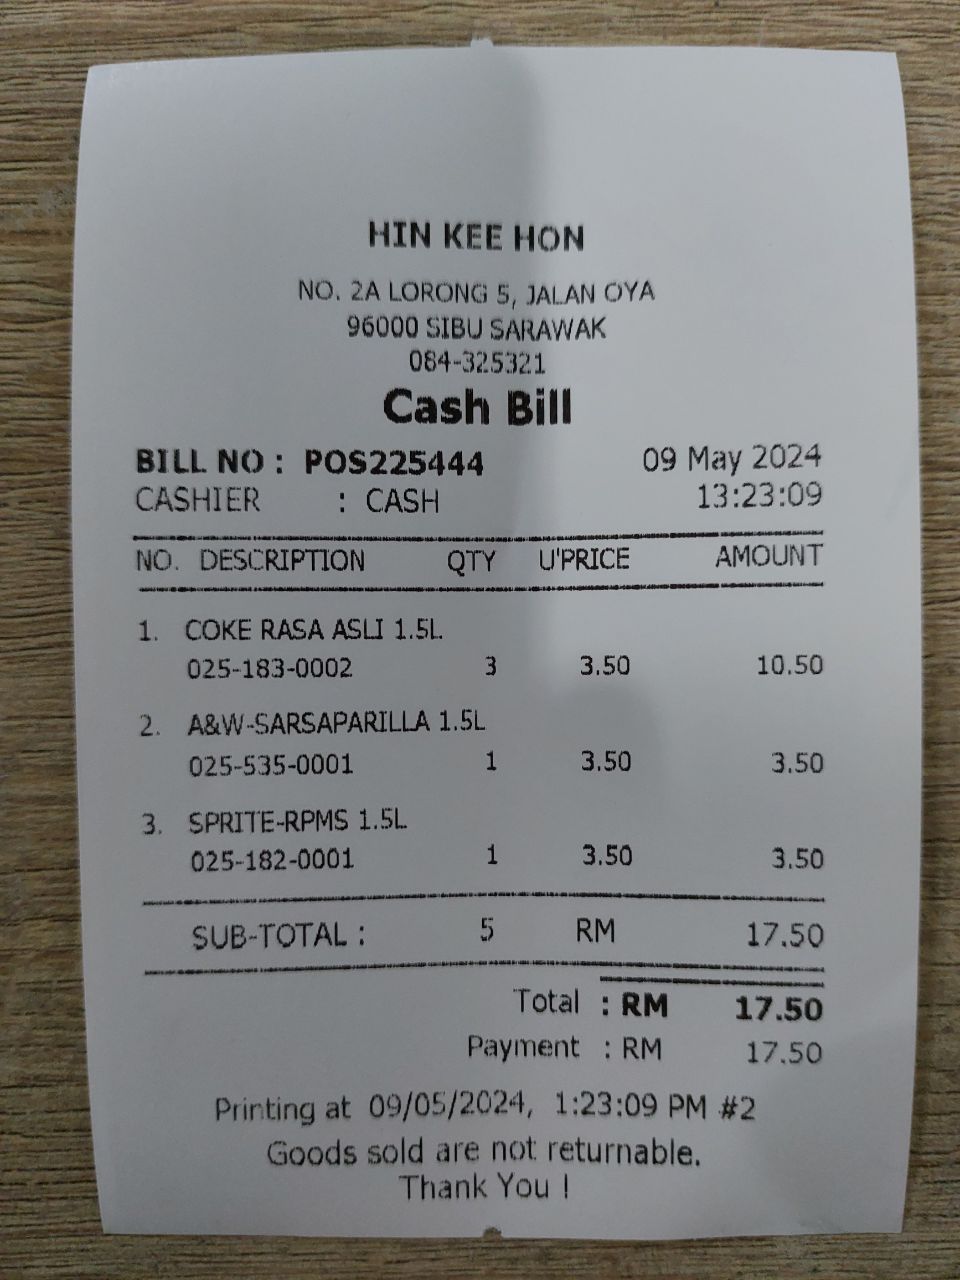 HIN KEE HON
NO. 2A LORONG 5, JALAN OYA
96000 SIBU SARAWAK
084-325321
Cash Bill
BILL NO : POS225444 09 May 2024
CASHIER : CASH 13:23:09
NO. DESCRIPTION QTY U'PRICE AMOUNT
1. COKE RASA ASLI 1.5L
025-183-0002 3 3.50 10.50
2. A&W-SARSAPARILLA 1.5L
025-535-0001 1 3.50 3.50
3. SPRITE-RPMS 1.5L
025-182-0001 1 3.50 3.50
SUB-TOTAL : 5 RM 17.50
Total : RM 17.50
Payment : RM 17.50
Printing at 09/05/2024, 1:23:09 PM #2
Goods sold are not returnable.
Thank You !